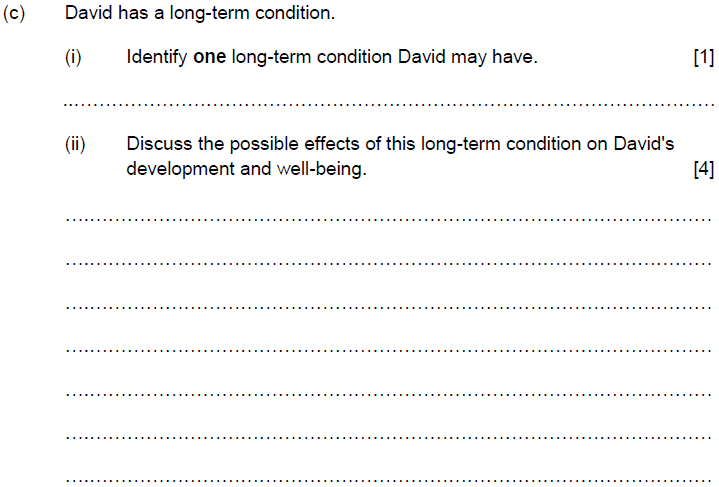 (c) David has a long-term condition.
(i) Identify one long-term condition David may have. [1]
(ii) Discuss the possible effects of this long-term condition on David's
development and well-being. [4]